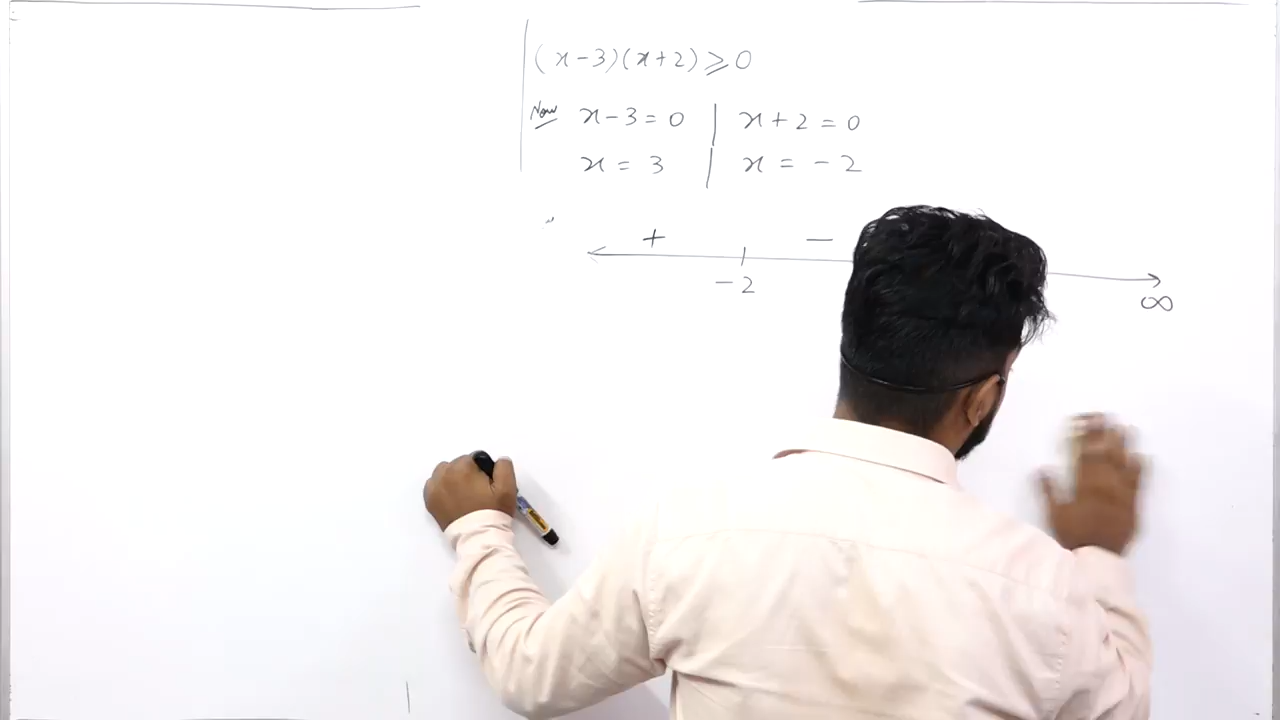 (x-3)(x+2) ⩾ 0
Now x-3=0 | x+2=0
x = 3 | x = -2
+ −
-2 ∞